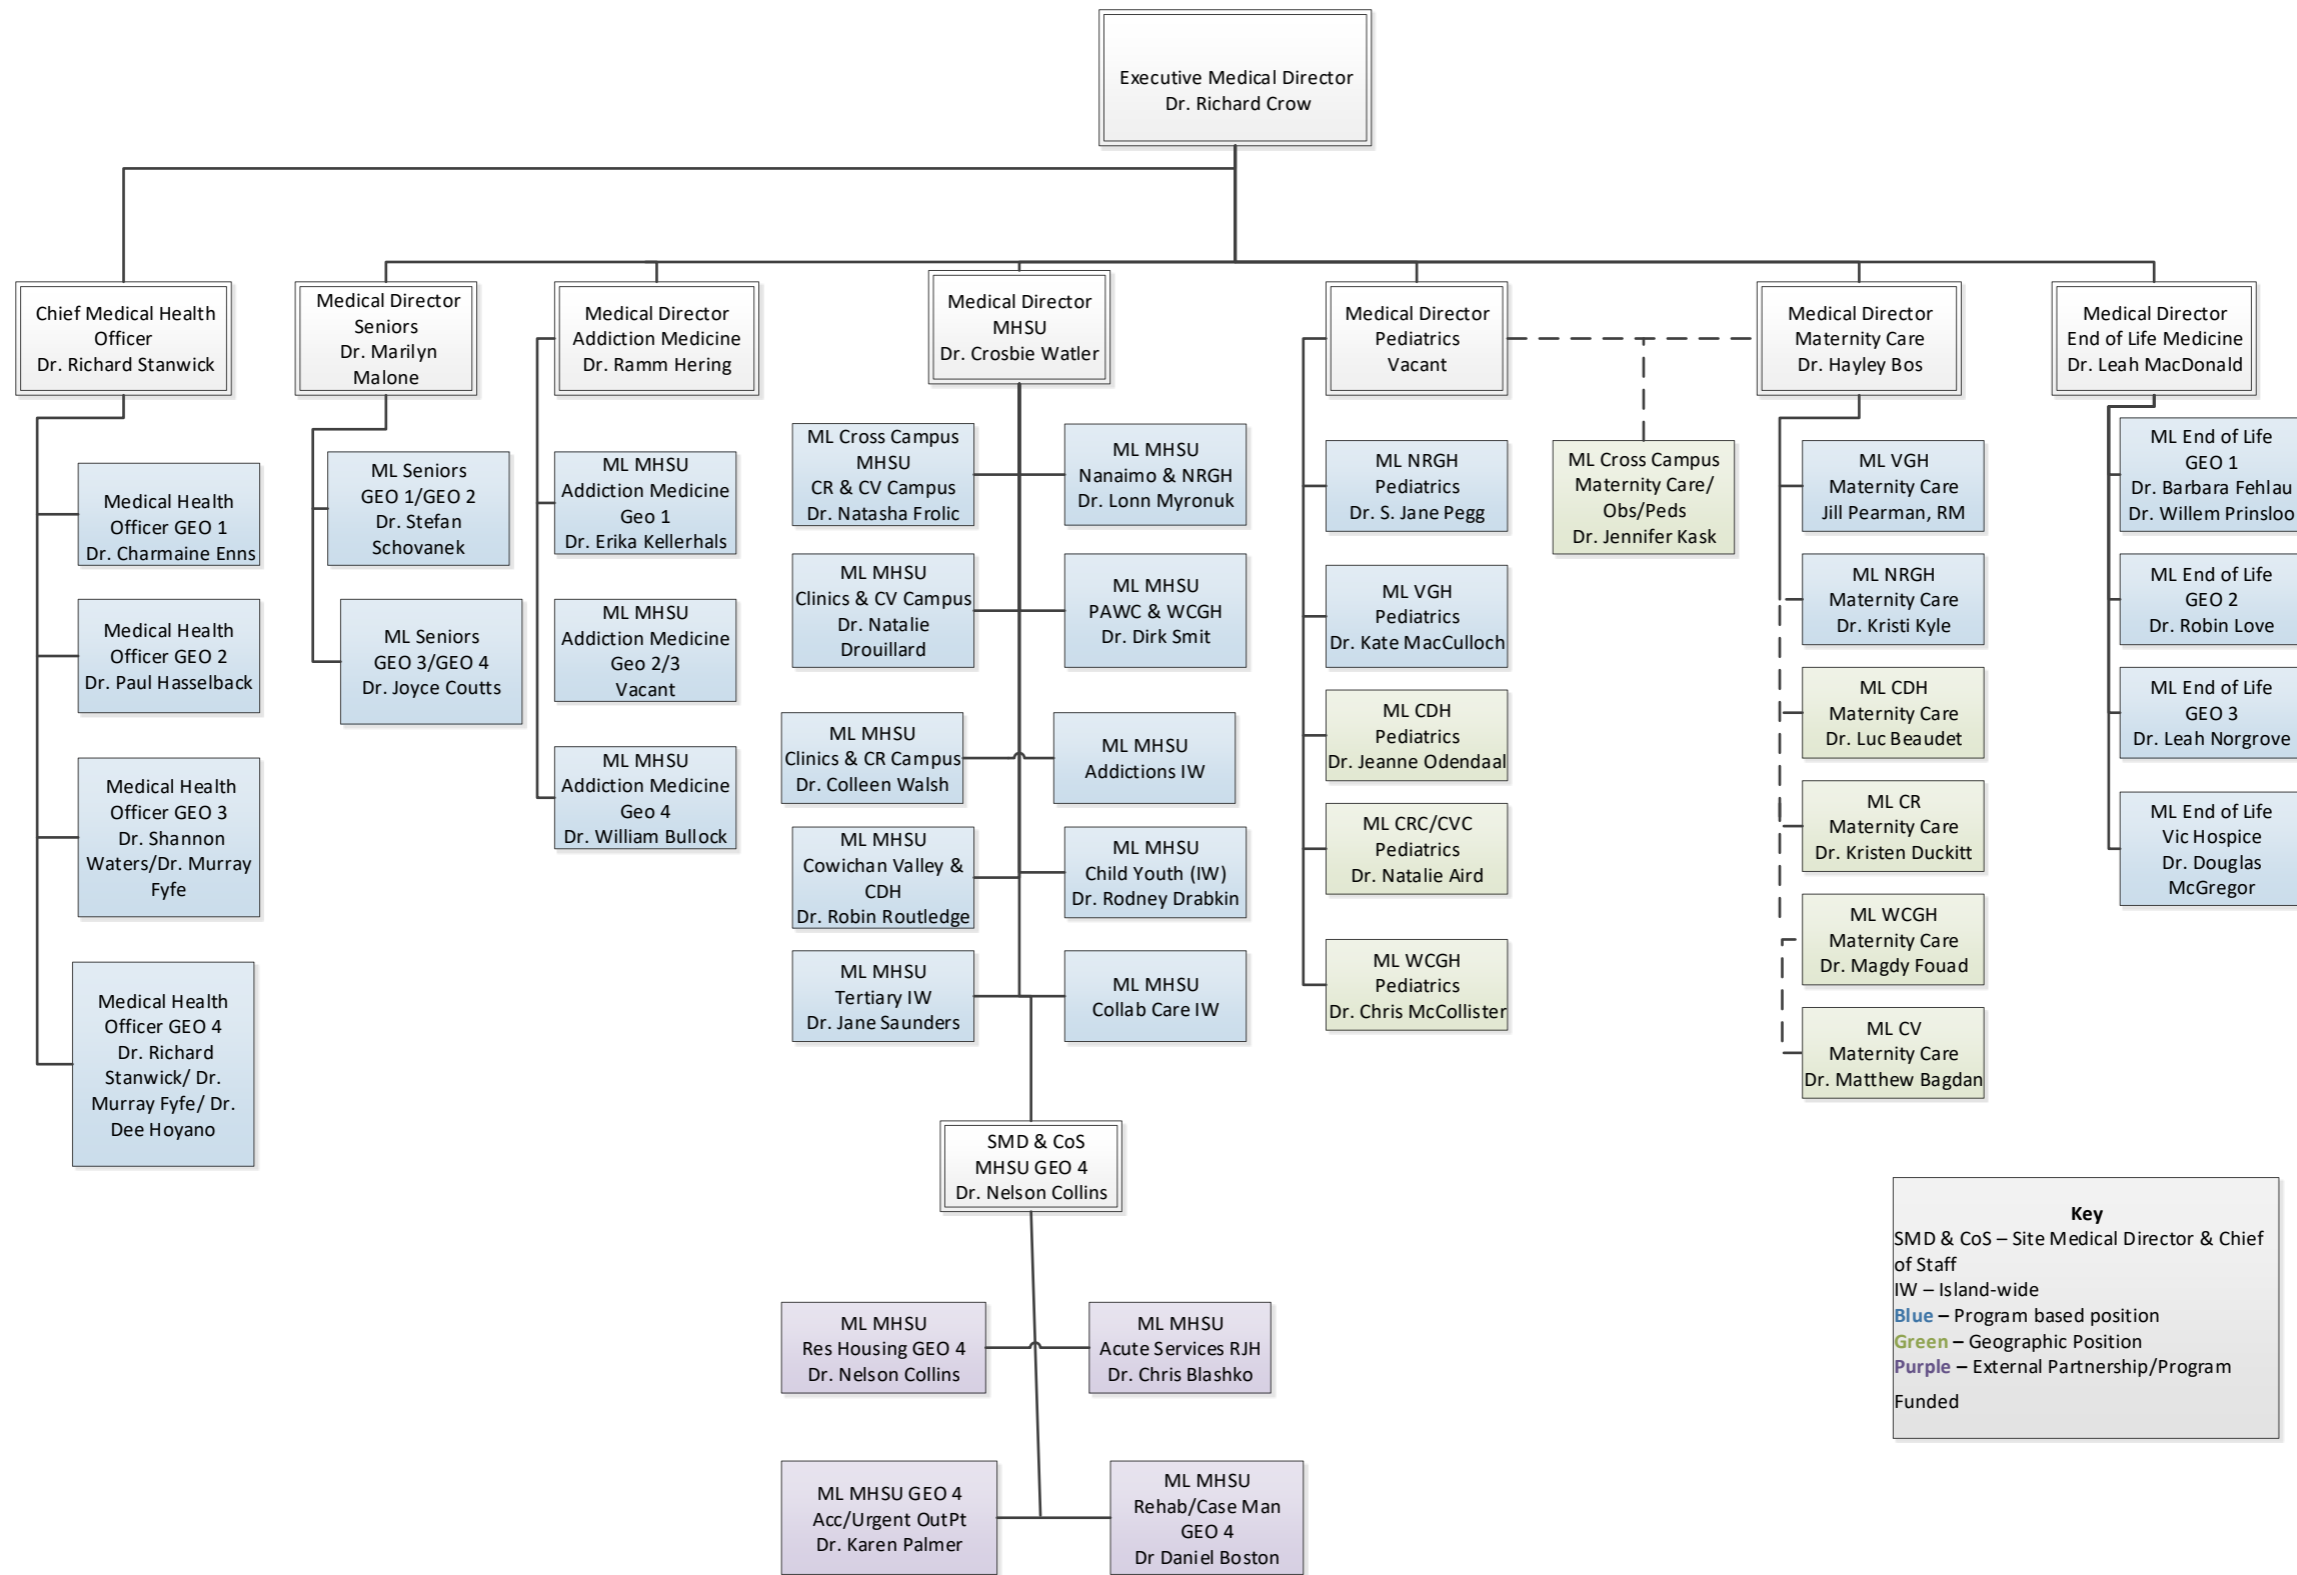 Executive Medical Director
Dr. Richard Crow
Chief Medical Health
Officer
Dr. Richard Stanwick
Medical Director
Seniors
Dr. Marilyn
Malone
Medical Director
Addiction Medicine
Dr. Ramm Hering
Medical Director
MHSU
Dr. Crosbie Watler
Medical Director
Pediatrics
Vacant
Medical Director
Maternity Care
Dr. Hayley Bos
Medical Director
End of Life Medicine
Dr. Leah MacDonald
Medical Health
Officer GEO 1
Dr. Charmaine Enns
Medical Health
Officer GEO 2
Dr. Paul Hasselback
Medical Health
Officer GEO 3
Dr. Shannon
Waters/Dr. Murray
Fyfe
Medical Health
Officer GEO 4
Dr. Richard
Stanwick/ Dr.
Murray Fyfe/ Dr.
Dee Hoyano
ML Seniors
GEO 1/GEO 2
Dr. Stefan
Schovanek
ML Seniors
GEO 3/GEO 4
Dr. Joyce Coutts
ML MHSU
Addiction Medicine
Geo 1
Dr. Erika Kellerhals
ML MHSU
Addiction Medicine
Geo 2/3
Vacant
ML MHSU
Addiction Medicine
Geo 4
Dr. William Bullock
ML Cross Campus
MHSU
CR & CV Campus
Dr. Natasha Frolic
ML MHSU
Nanaimo & NRGH
Dr. Lonn Myronuk
ML MHSU
Clinics & CV Campus
Dr. Natalie
Drouillard
ML MHSU
PAWC & WCGH
Dr. Dirk Smit
ML MHSU
Clinics & CR Campus
Dr. Colleen Walsh
ML MHSU
Addictions IW
ML MHSU
Cowichan Valley &
CDH
Dr. Robin Routledge
ML MHSU
Child Youth (IW)
Dr. Rodney Drabkin
ML MHSU
Tertiary IW
Dr. Jane Saunders
ML MHSU
Collab Care IW
SMD & CoS
MHSU GEO 4
Dr. Nelson Collins
ML MHSU
Res Housing GEO 4
Dr. Nelson Collins
ML MHSU
Acute Services RJH
Dr. Chris Blashko
ML MHSU GEO 4
Acc/Urgent OutPt
Dr. Karen Palmer
ML MHSU
Rehab/Case Man
GEO 4
Dr Daniel Boston
ML NRGH
Pediatrics
Dr. S. Jane Pegg
ML VGH
Pediatrics
Dr. Kate MacCulloch
ML CDH
Pediatrics
Dr. Jeanne Odendaal
ML CRC/CVC
Pediatrics
Dr. Natalie Aird
ML WCGH
Pediatrics
Dr. Chris McCollister
ML Cross Campus
Maternity Care/
Obs/Peds
Dr. Jennifer Kask
ML VGH
Maternity Care
Jill Pearman, RM
ML NRGH
Maternity Care
Dr. Kristi Kyle
ML CDH
Maternity Care
Dr. Luc Beaudet
ML CR
Maternity Care
Dr. Kristen Duckitt
ML WCGH
Maternity Care
Dr. Magdy Fouad
ML CV
Maternity Care
Dr. Matthew Bagdan
ML End of Life
GEO 1
Dr. Barbara Fehlau
Dr. Willem Prinsloo
ML End of Life
GEO 2
Dr. Robin Love
ML End of Life
GEO 3
Dr. Leah Norgrove
ML End of Life
Vic Hospice
Dr. Douglas
McGregor
Key
SMD & CoS – Site Medical Director & Chief
of Staff
IW – Island-wide
Blue – Program based position
Green – Geographic Position
Purple – External Partnership/Program
Funded